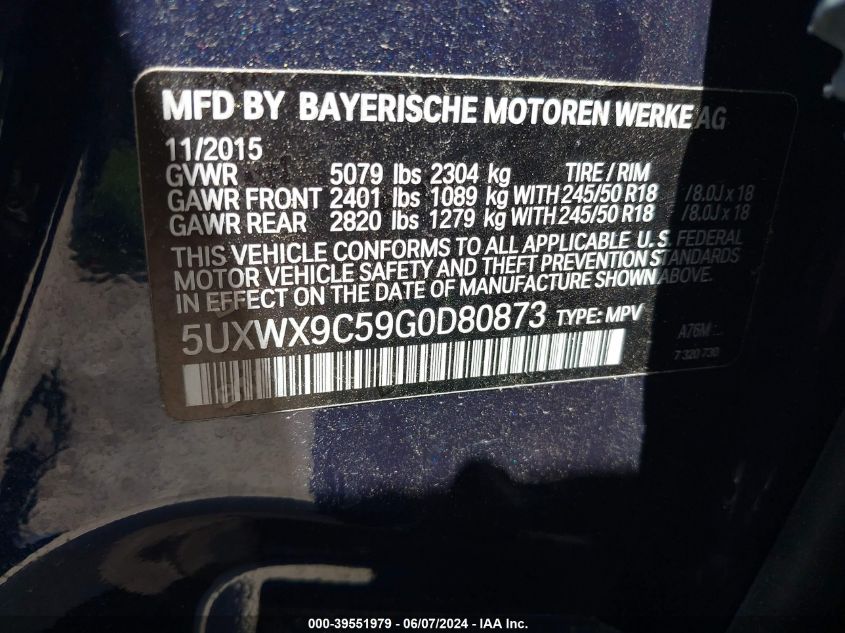 MFD BY BAYERISCHE MOTOREN WERKE AG
11/2015
GVWR 5079 lbs 2304 kg TIRE / RIM
GAWR FRONT 2401 lbs 1089 kg WITH 245/50 R18 /8.0J x 18
GAWR REAR 2820 lbs 1279 kg WITH 245/50 R18 /8.0J x 18
THIS VEHICLE CONFORMS TO ALL APPLICABLE U. S. FEDERAL
MOTOR VEHICLE SAFETY AND THEFT PREVENTION STANDARDS
IN EFFECT ON THE DATE OF MANUFACTURE SHOWN ABOVE.
5UXWX9C59G0D80873 TYPE: MPV A76M
7 320 730
000-39551979 - 06/07/2024 - IAA Inc.